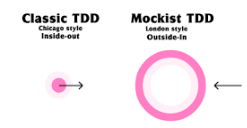 Classic TDD
Chicago style
Inside-out
Mockist TDD
London style
Outside-In